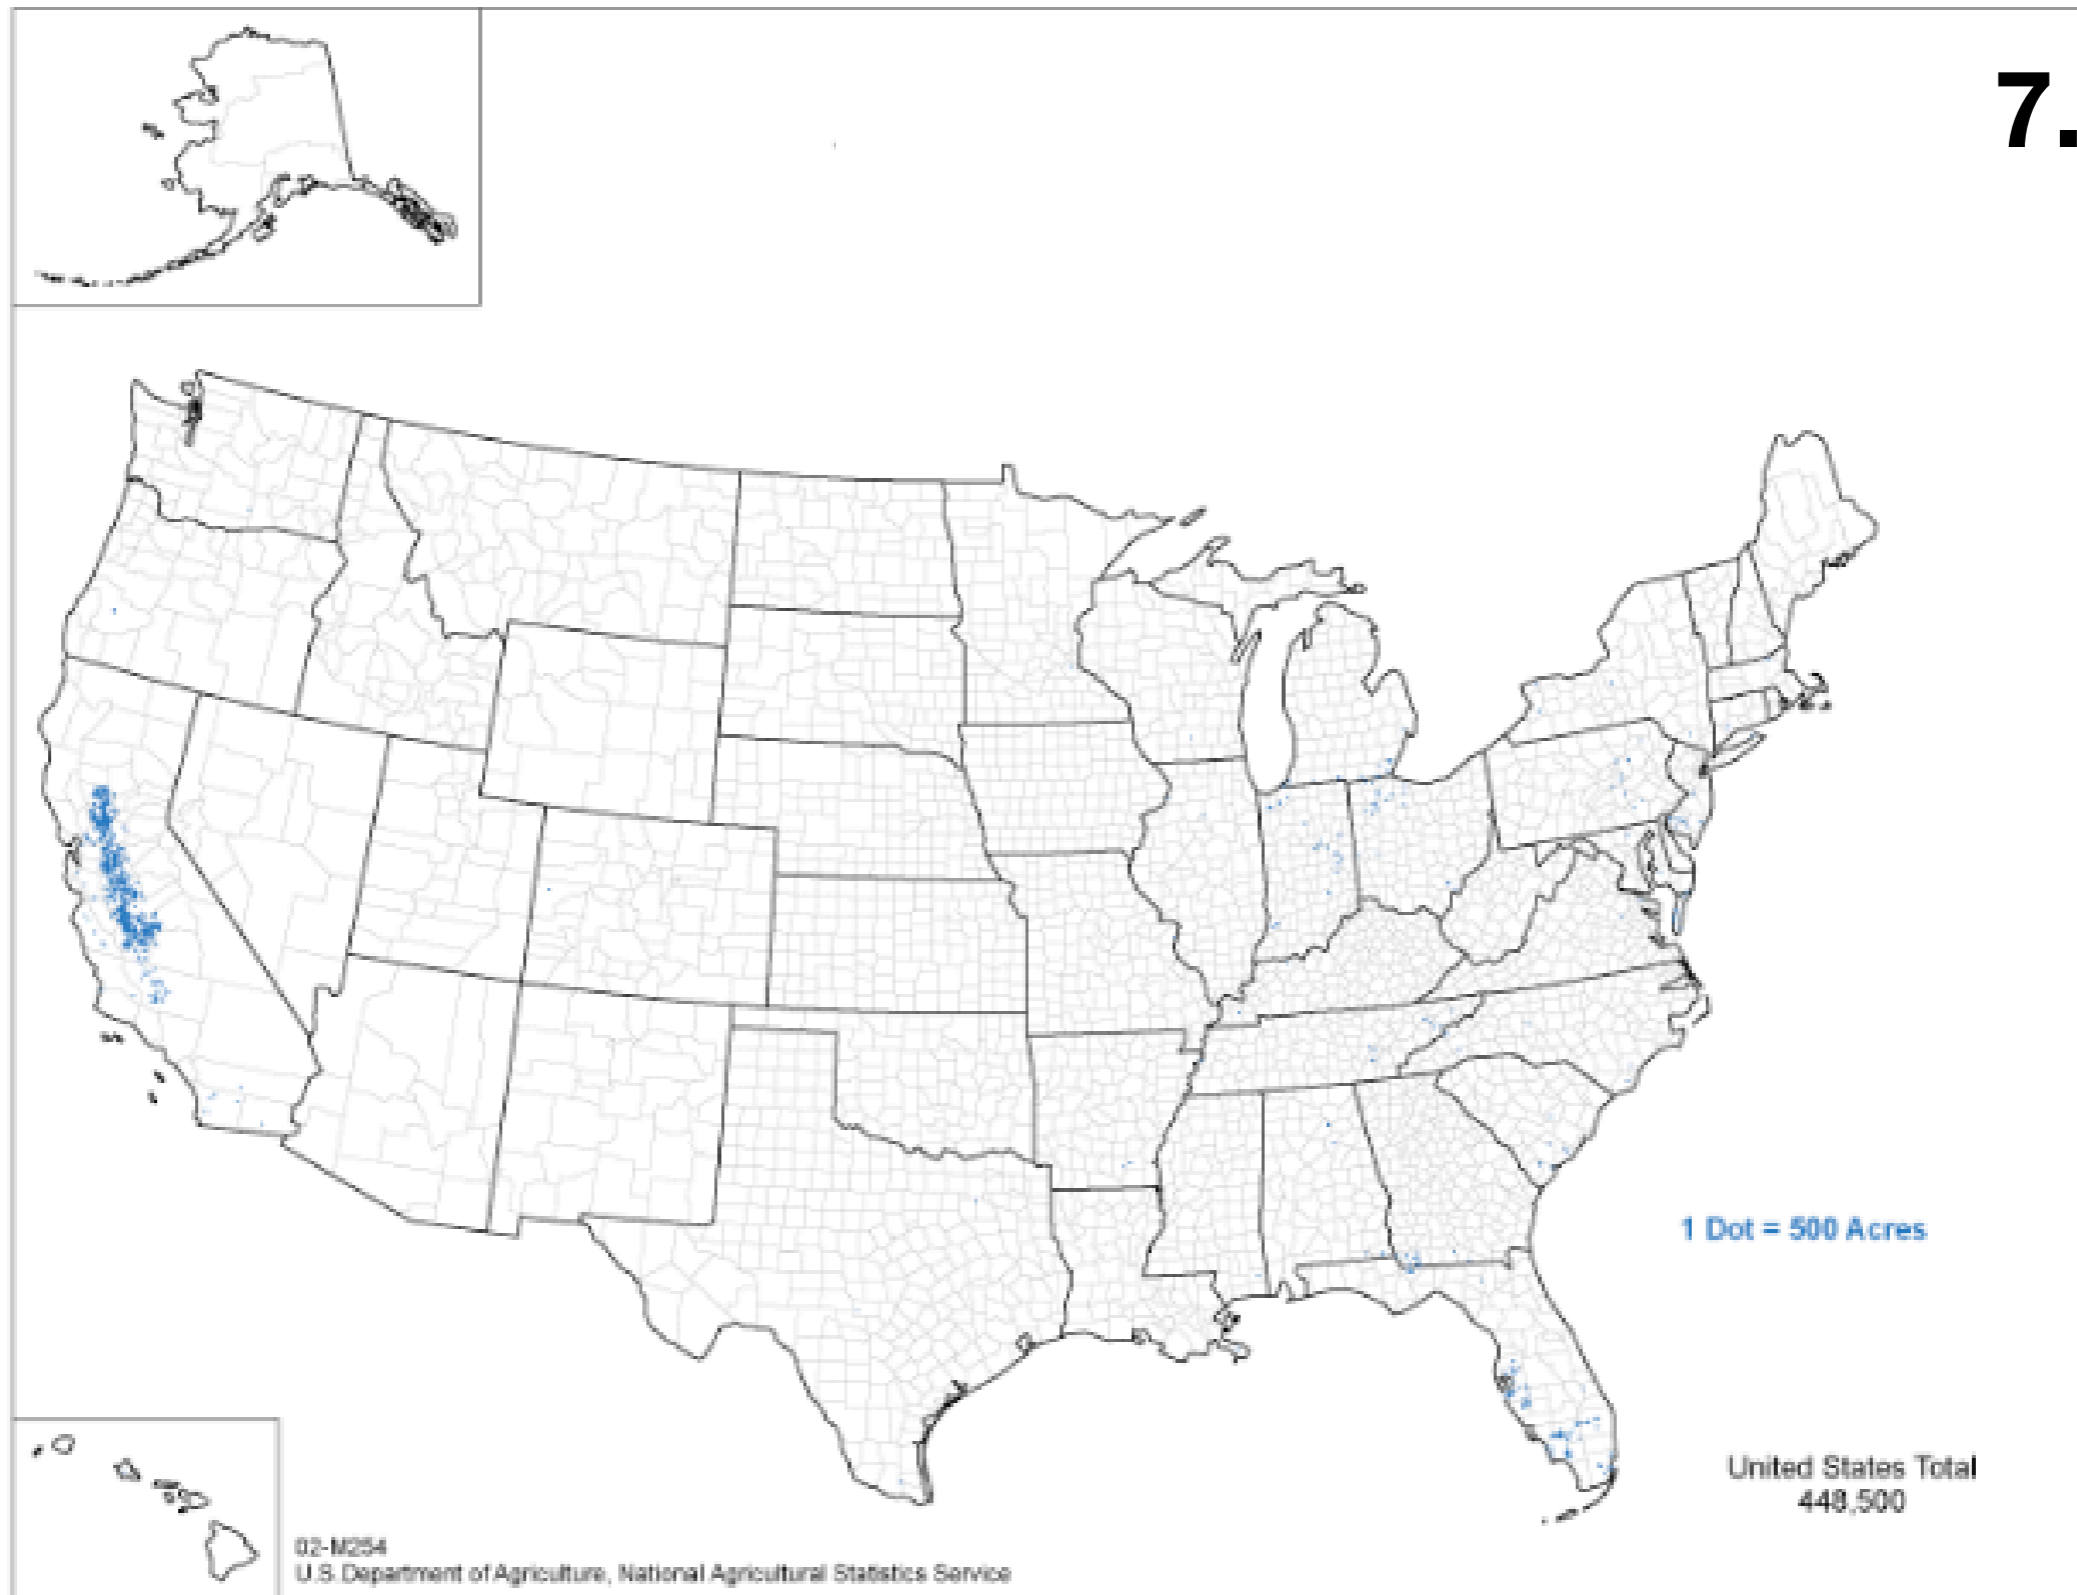 7.
1 Dot = 500 Acres
United States Total
448,500
02-M254
U.S. Department of Agriculture, National Agricultural Statistics Service